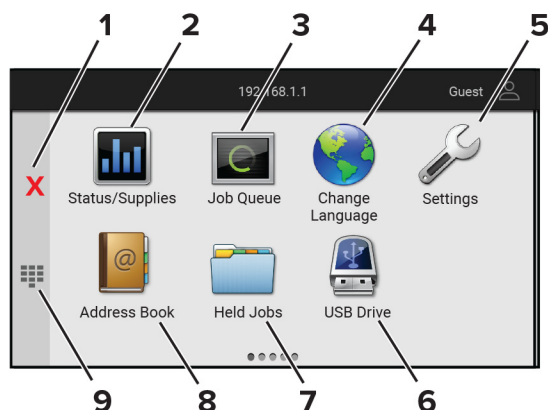 1 2 3 4 5
192.168.1.1 Guest
X
Status/Supplies Job Queue Change Language Settings
@
Address Book Held Jobs USB Drive
9 8 7 6